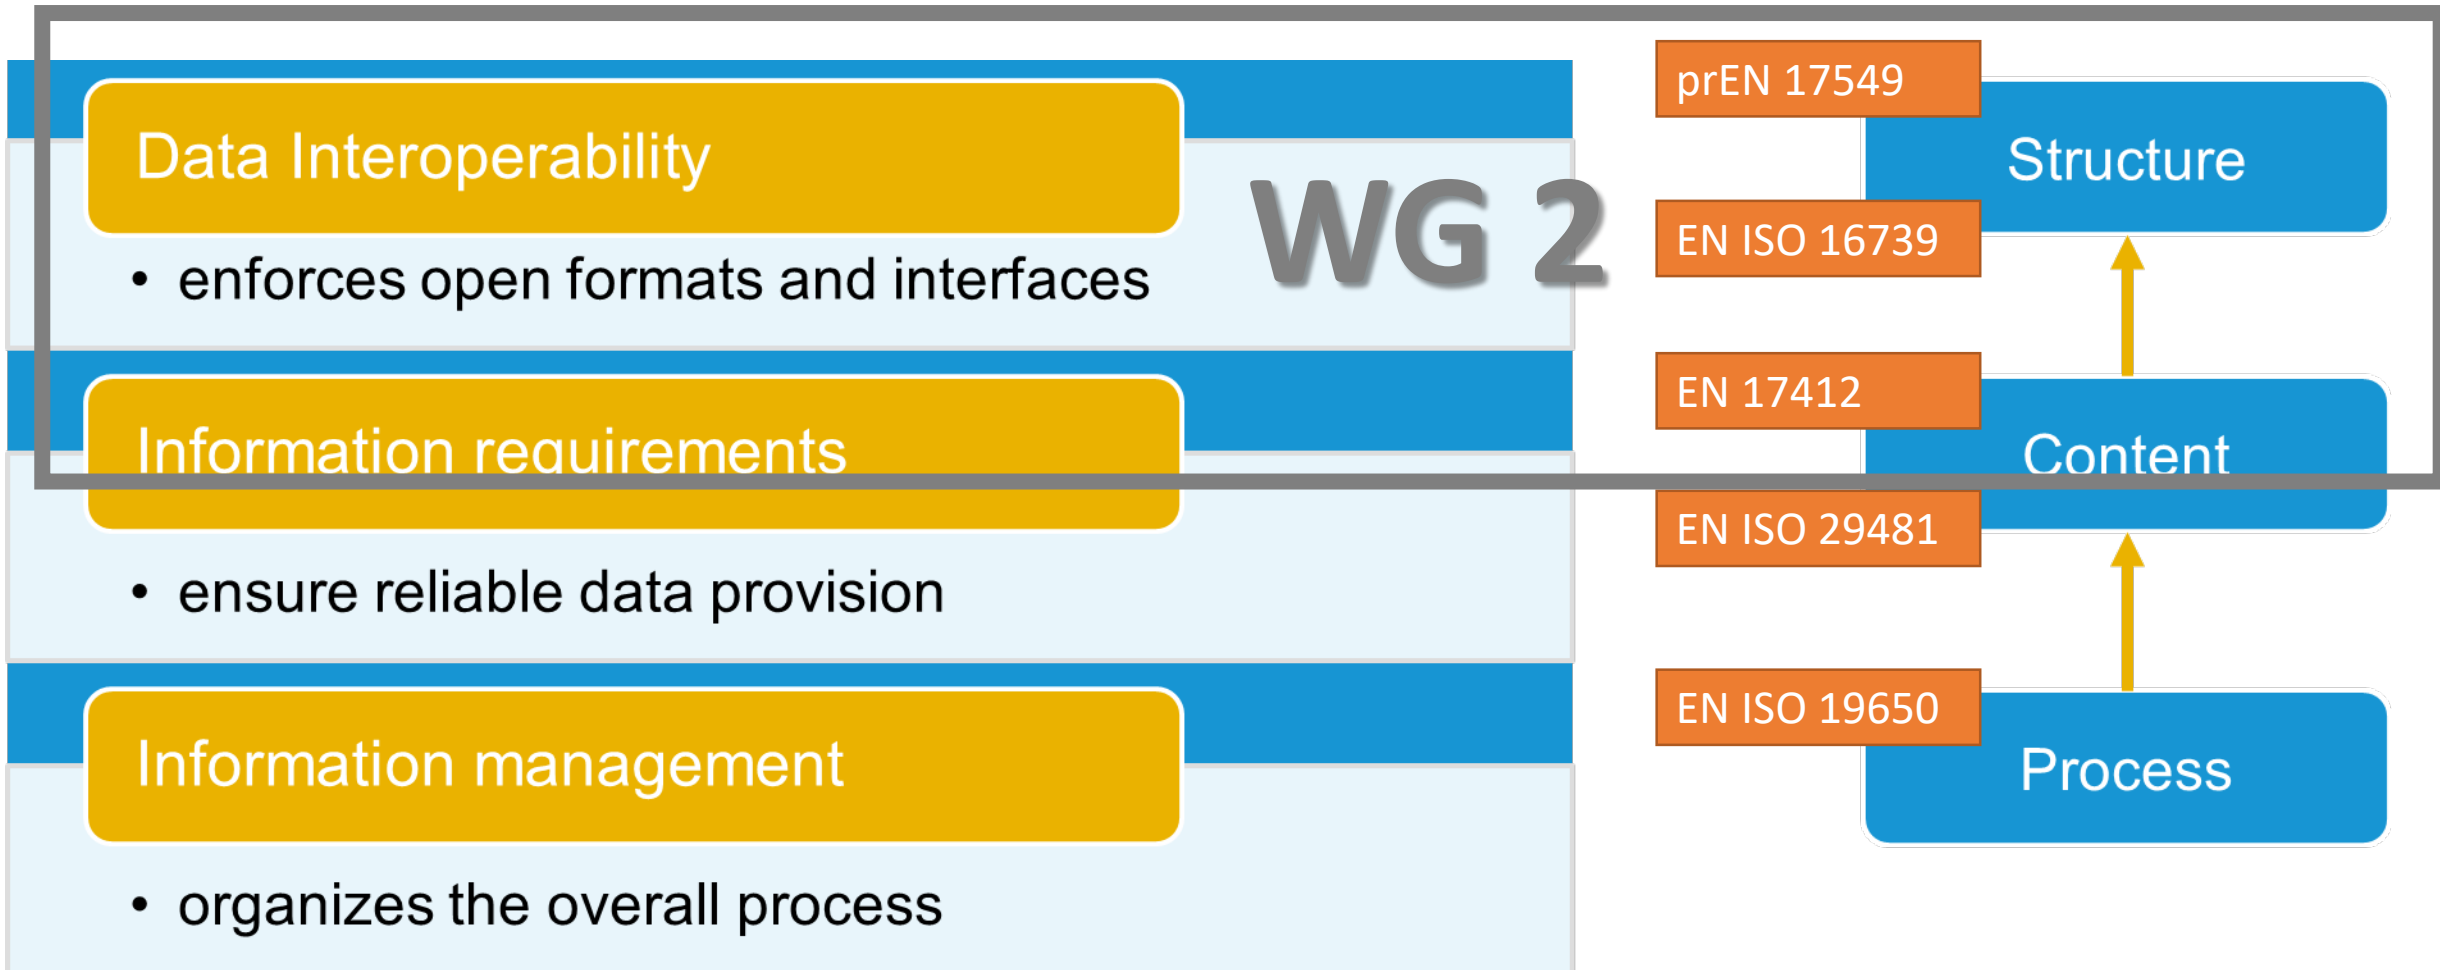 Data Interoperability
• enforces open formats and interfaces
Information requirements
• ensure reliable data provision
Information management
• organizes the overall process
WG 2
prEN 17549
Structure
EN ISO 16739
EN 17412
Content
EN ISO 29481
EN ISO 19650
Process